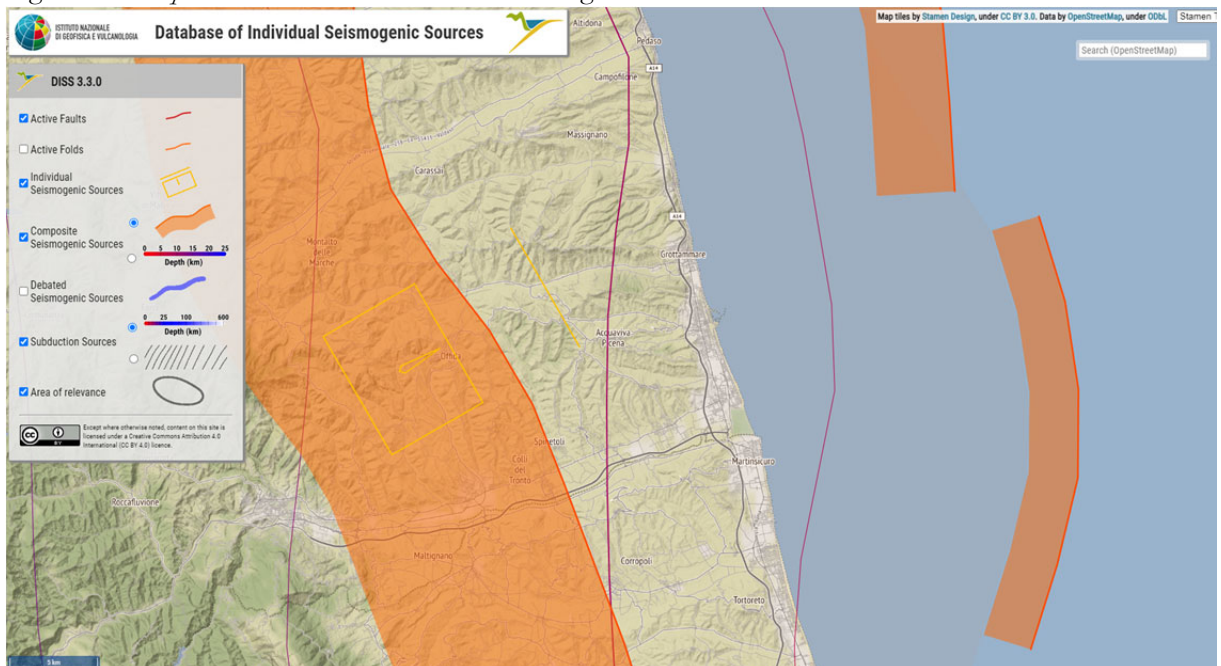 ISTITUTO NAZIONALE
DI GEOFISICA E VULCANOLOGIA
Database of Individual Seismogenic Sources
Map tiles by Stamen Design, under CC BY 3.0. Data by OpenStreetMap, under ODbL
Stamen T
Search (OpenStreetMap)
DISS 3.3.0
Active Faults
Active Folds
Individual
Seismogenic Sources
Composite
Seismogenic Sources
0 5 10 15 20 25
Depth (km)
Debated
Seismogenic Sources
0 25 100 600
Depth (km)
Subduction Sources
Area of relevance
CC BY
Except where otherwise noted, content on this site is
licensed under a Creative Commons Attribution 4.0
International (CC BY 4.0) licence.
Altidona
Pedaso
A14
Campofilone
Massignano
Carassai
A14
Montalto
delle
Marche
Grottammare
Acquaviva
Picena
Offida
Spinetoli
Colli
del
Tronto
Martinsicuro
Roccafluvione
Maltignano
Corropoli
Tortoreto
5 km